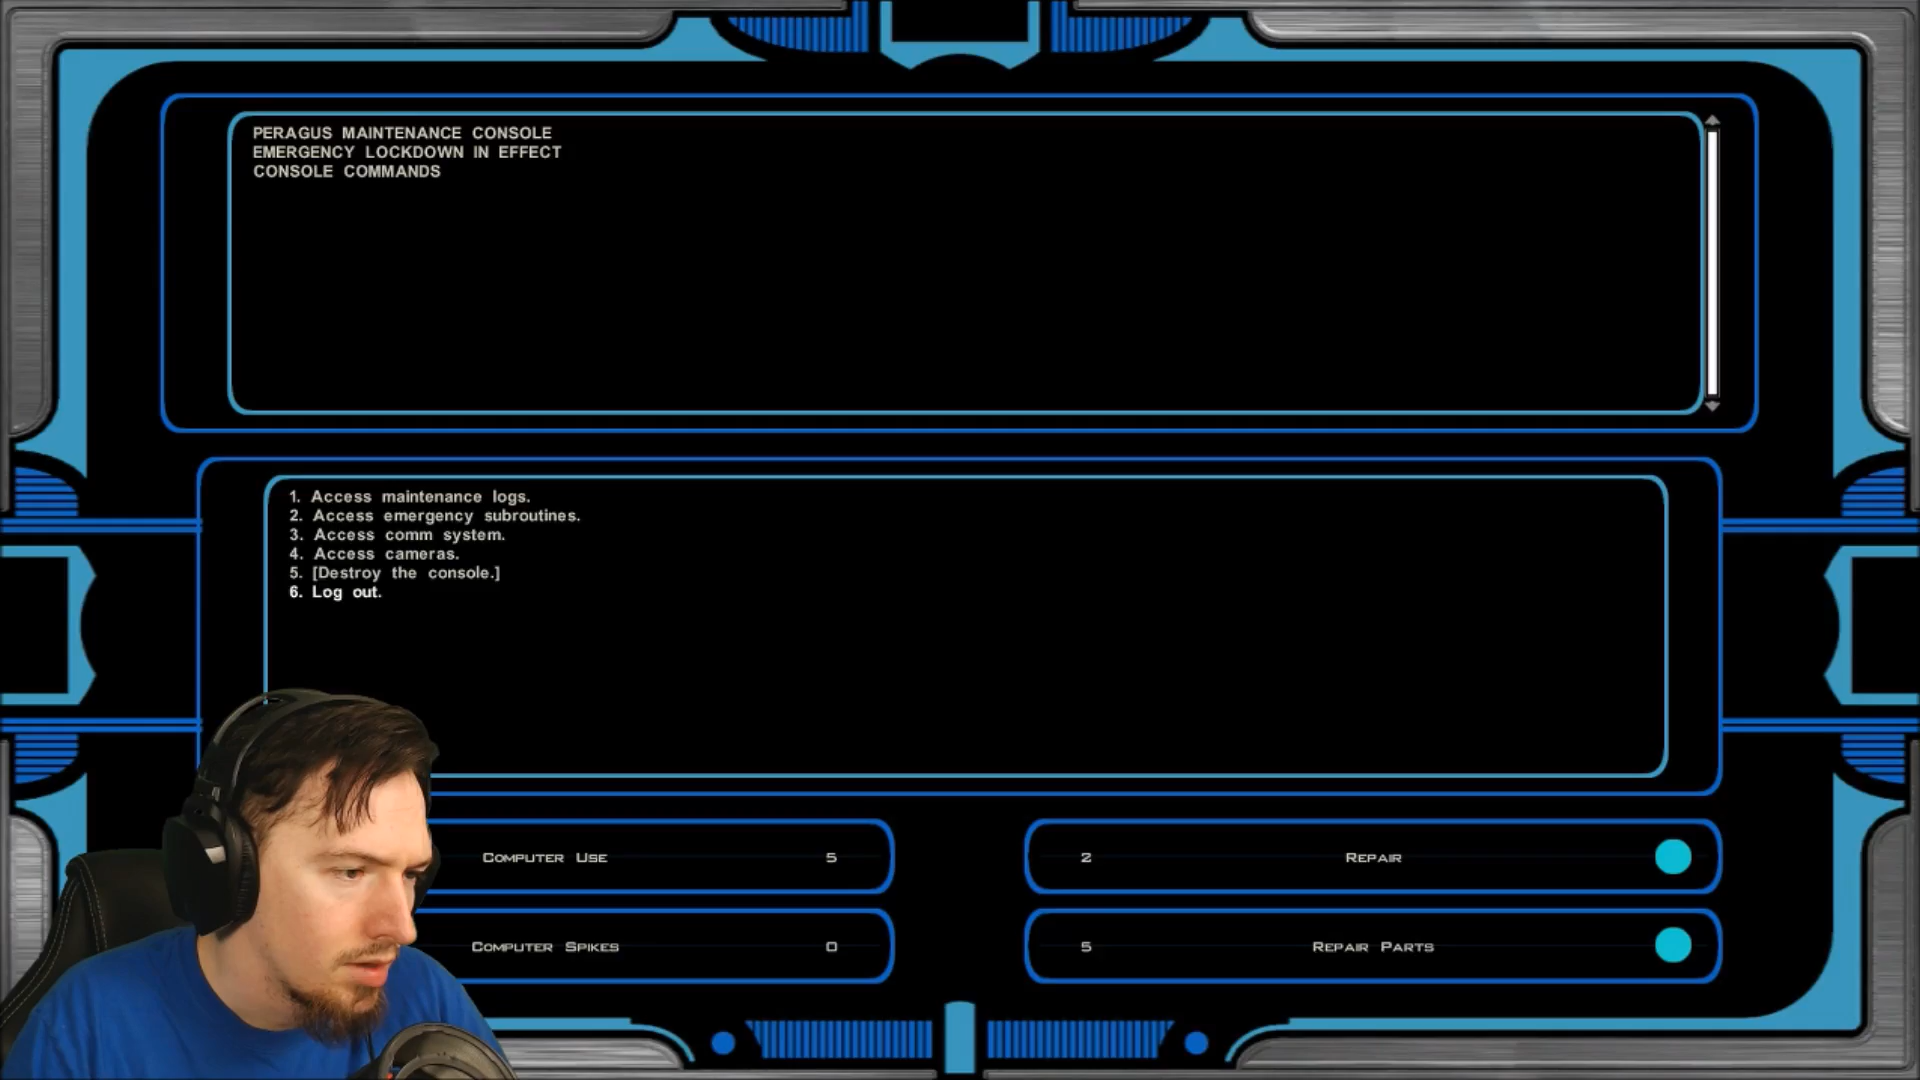 PERAGUS MAINTENANCE CONSOLE
EMERGENCY LOCKDOWN IN EFFECT
CONSOLE COMMANDS
1. Access maintenance logs.
2. Access emergency subroutines.
3. Access comm system.
4. Access cameras.
5. [Destroy the console.]
6. Log out.
COMPUTER USE 5
2 REPAIR
COMPUTER SPIKES 0
5 REPAIR PARTS